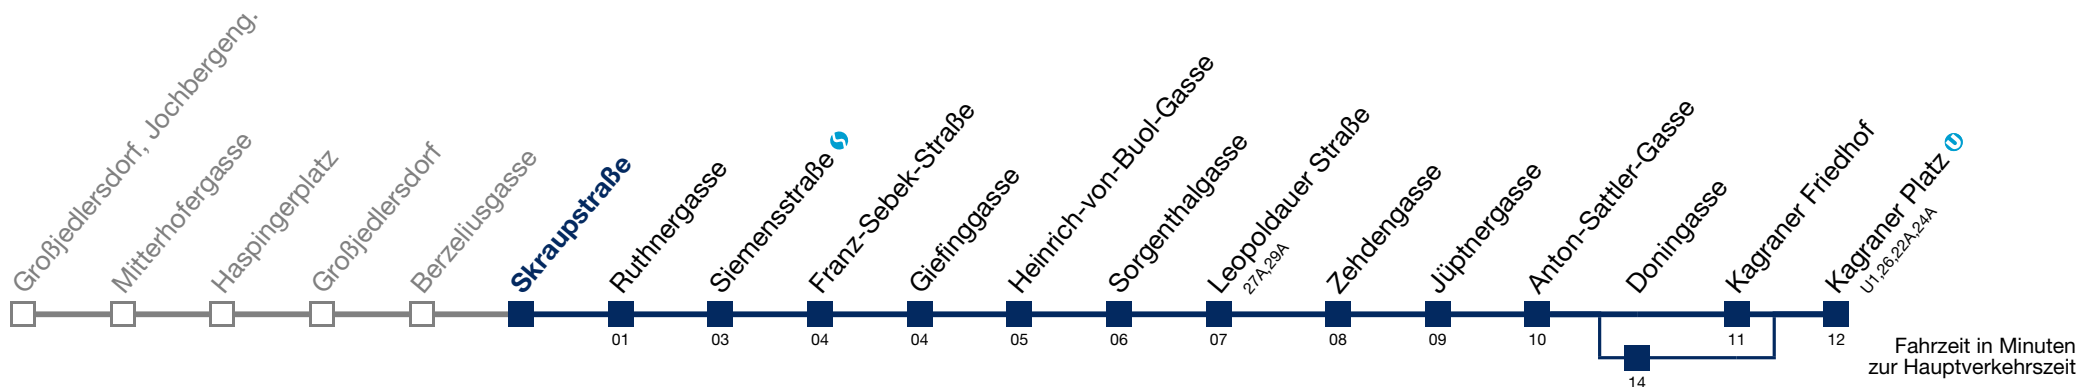 Großjedlersdorf, Jochbergeng.
Mitterhofergasse
Haspingerplatz
Großjedlersdorf
Berzeliusgasse
Skraupstraße
Ruthnergasse
Siemensstraße
Franz-Sebek-Straße
Giefinggasse
Heinrich-von-Buol-Gasse
Sorgenthalgasse
Leopoldauer Straße
27A,29A
Zehdengasse
Jüptnergasse
Anton-Sattler-Gasse
Doningasse
Kagraner Friedhof
Kagraner Platz U
U1,26,22A,24A
01 03 04 04 05 06 07 08 09 10 11 12
14
Fahrzeit in Minuten
zur Hauptverkehrszeit